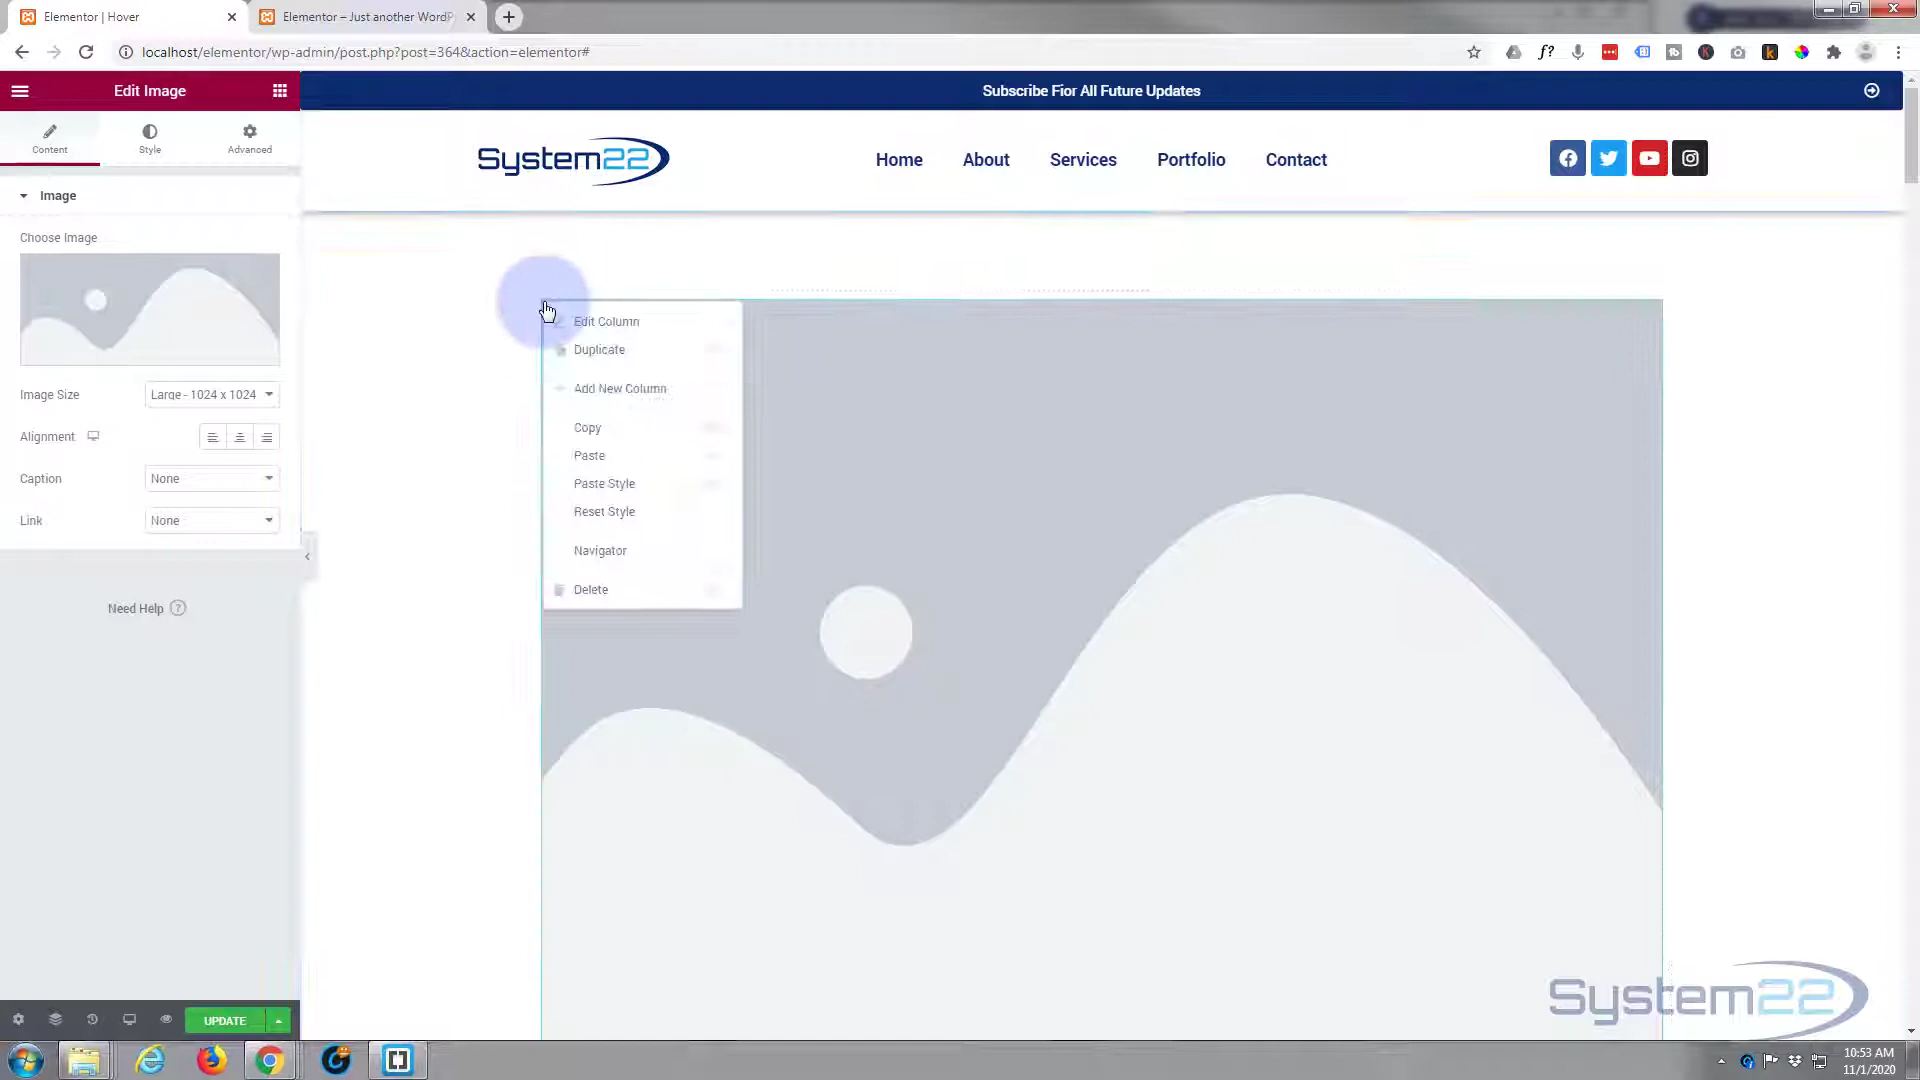 Elementor | Hover
Elementor – Just another WordP
localhost/elementor/wp-admin/post.php?post=364&action=elementor#
Edit Image
Subscribe Fior All Future Updates
Content
Style
Advanced
System22
Home
About
Services
Portfolio
Contact
Image
Choose Image
Image Size
Large - 1024 x 1024
Alignment
Caption
None
Link
None
Need Help ?
Edit Column
Duplicate
Add New Column
Copy
Paste
Paste Style
Reset Style
Navigator
Delete
UPDATE
System22
10:53 AM
11/1/2020